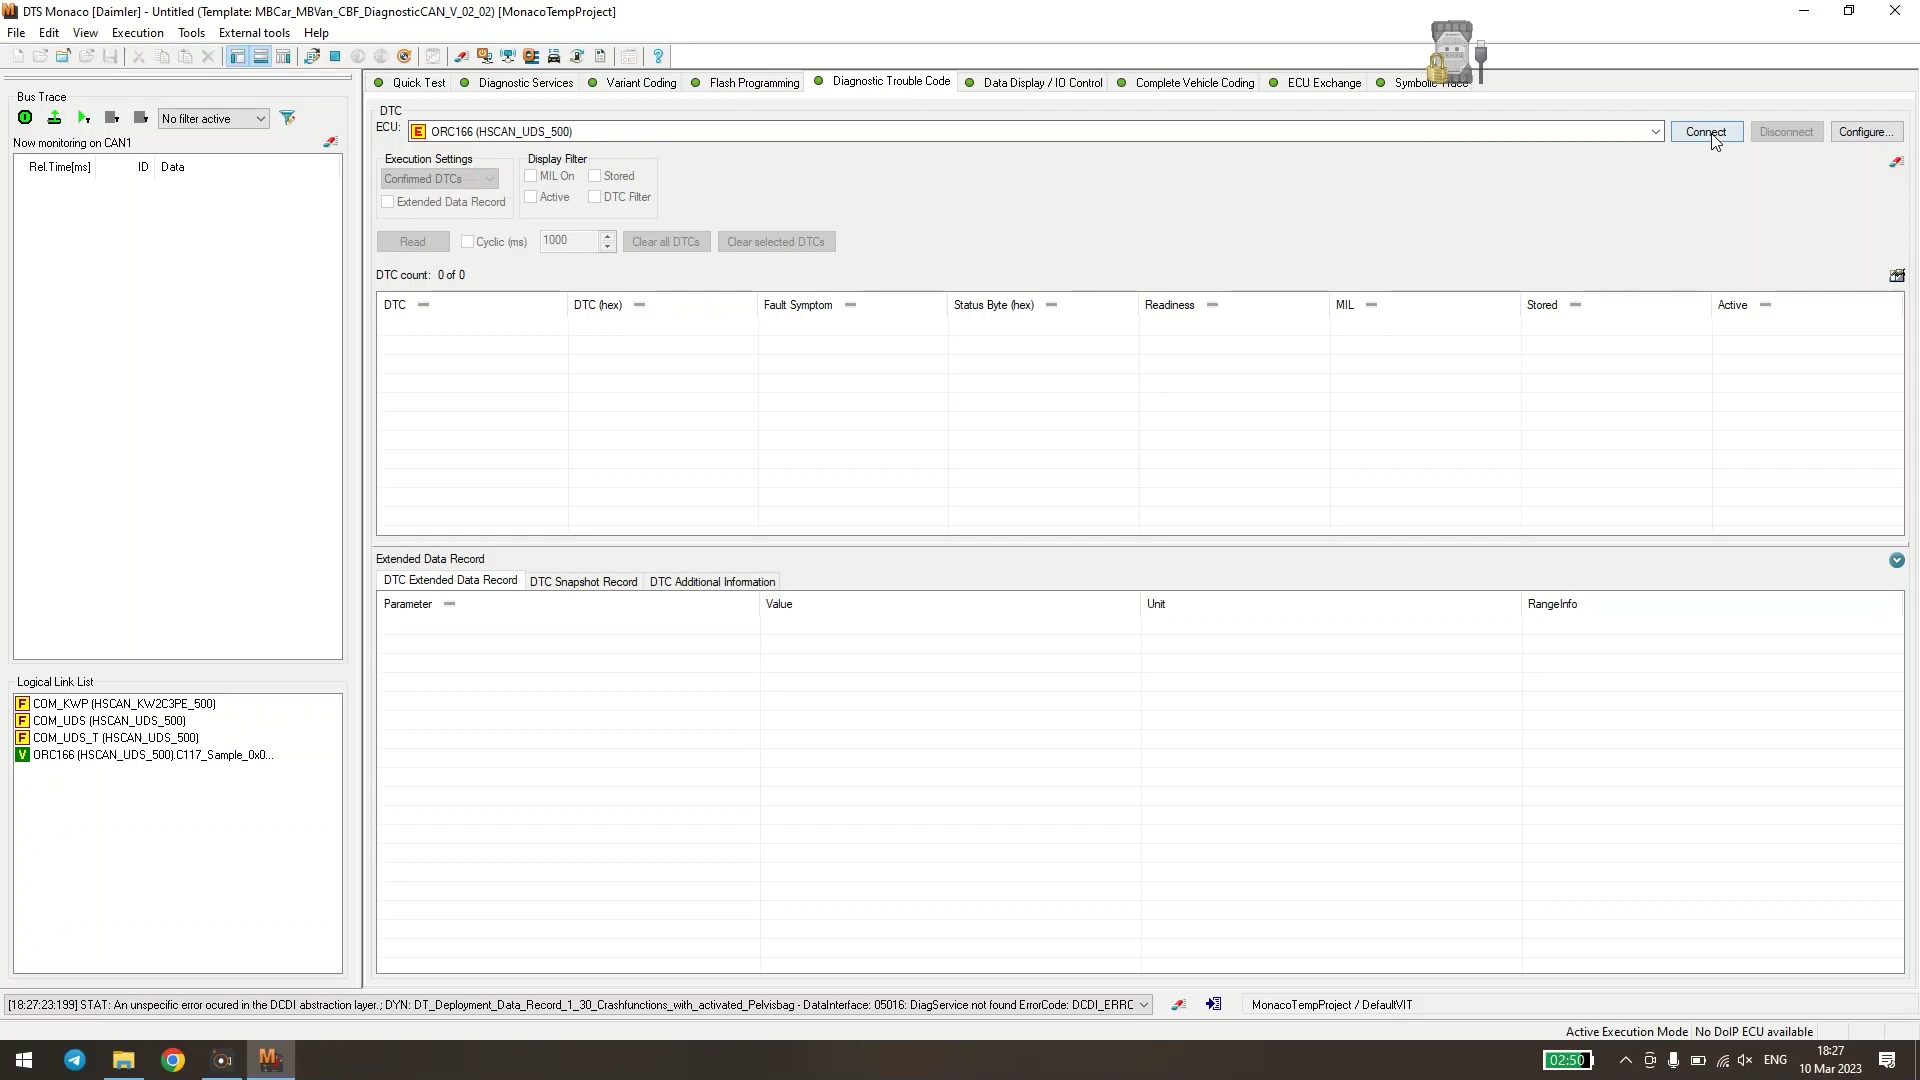 DTS Monaco [Daimler] - Untitled (Template: MBCar_MBVan_CBF_DiagnosticCAN_V_02_02) [MonacoTempProject]
File Edit View Execution Tools External tools Help
Quick Test Diagnostic Services Variant Coding Flash Programming Diagnostic Trouble Code Data Display / IO Control Complete Vehicle Coding ECU Exchange Symbolic Trace
Bus Trace
No filter active
Now monitoring on CAN1
Rel.Time[ms] ID Data
DTC
ECU: E ORC166 (HSCAN_UDS_500) Connect Disconnect Configure...
Execution Settings Display Filter
Confirmed DTCs MIL On Stored
Extended Data Record Active DTC Filter
Read Cyclic (ms) 1000 Clear all DTCs Clear selected DTCs
DTC count: 0 of 0
DTC DTC (hex) Fault Symptom Status Byte (hex) Readiness MIL Stored Active
Extended Data Record
DTC Extended Data Record DTC Snapshot Record DTC Additional Information
Parameter Value Unit RangeInfo
Logical Link List
F COM_KWP (HSCAN_KW2C3PE_500)
F COM_UDS (HSCAN_UDS_500)
F COM_UDS_T (HSCAN_UDS_500)
V ORC166 (HSCAN_UDS_500).C117_Sample_0x0...
[18:27:23:199] STAT: An unspecific error ocured in the DCDI abstraction layer.; DYN: DT_Deployment_Data_Record_1_30_Crashfunctions_with_activated_Pelvisbag - DataInterface: 05016: DiagService not found ErrorCode: DCDI_ERRC
MonacoTempProject / DefaultVIT
Active Execution Mode No DoIP ECU available
02:50 ENG 18:27
10 Mar 2023